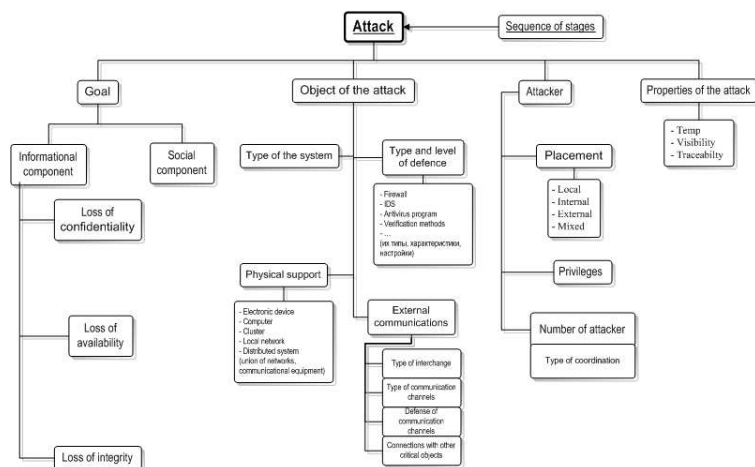 Attack
Sequence of stages
Goal
Object of the attack
Attacker
Properties of the attack
- Temp
- Visibility
- Traceabilty
Informational
component
Social
component
Type of the system
Type and level
of defence
- Firewall
- IDS
- Antivirus program
- Verification methods
- ...
(их типы, характеристики,
настройки)
Placement
- Local
- Internal
- External
- Mixed
Loss of
confidentiality
Physical support
- Electronic device
- Computer
- Cluster
- Local network
- Distributed system
(union of networks,
communicational equipment)
Privileges
External
communications
Type of interchange
Type of communication
channels
Defense of
communication
channels
Connections with other
critical objects
Number of attacker
Type of coordination
Loss of
availability
Loss of integrity